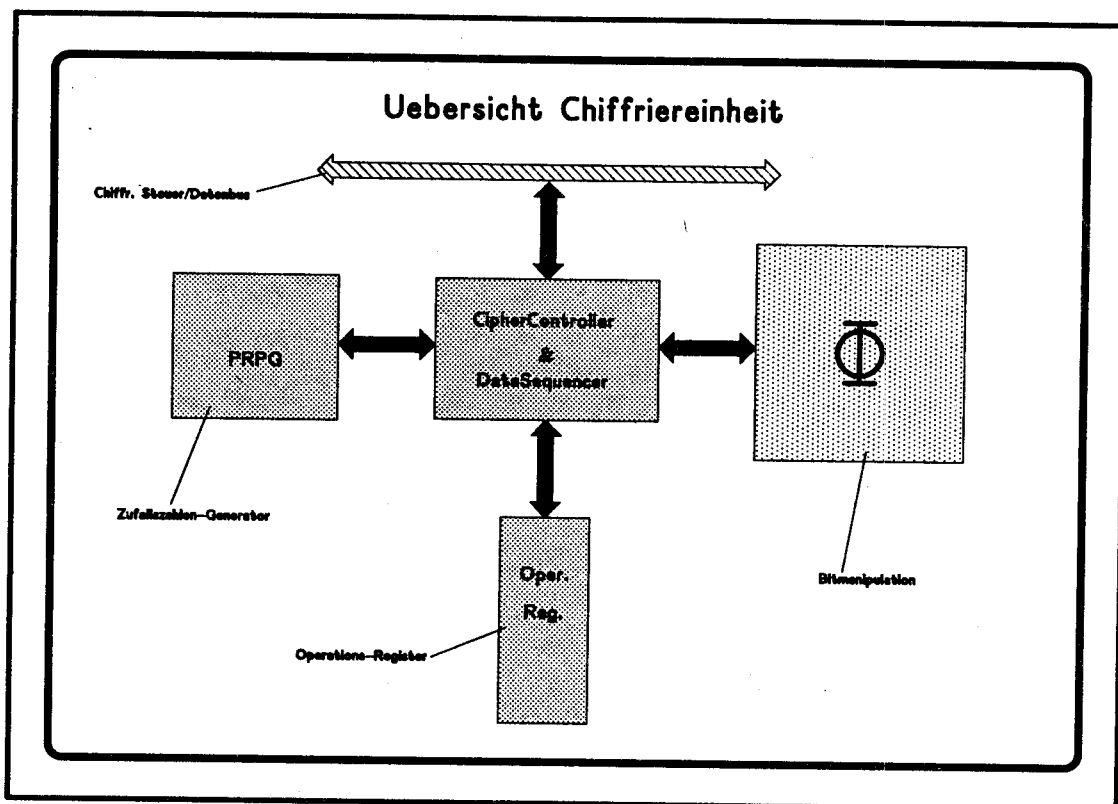 Uebersicht Chiffriereinheit
Chiffr. Steuer/Datenbus
CipherController
&
DataSequencer
PRPG
Φ
Zufallszahlen-Generator
Oper.
Reg.
Bitmanipulation
Operations-Register